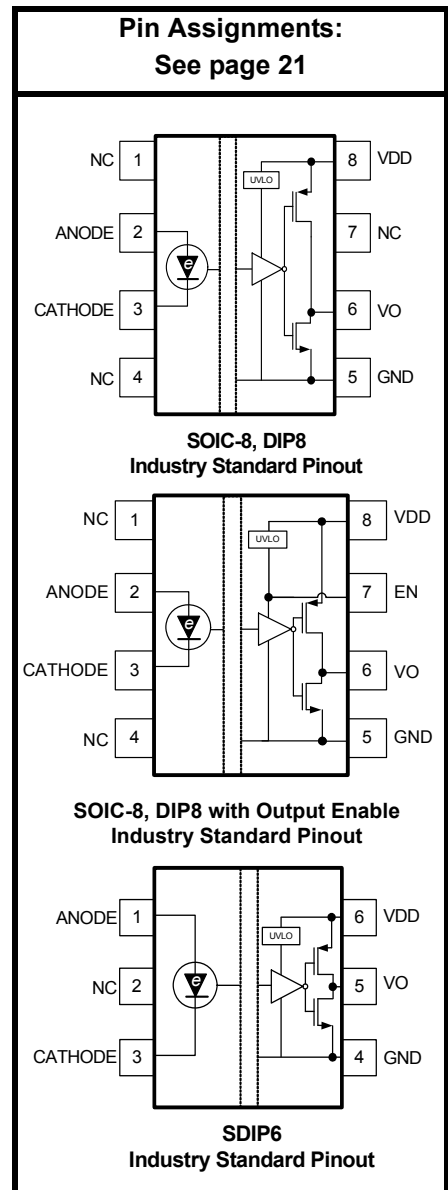 Pin Assignments:
See page 21
NC 1
8 VDD
UVLO
ANODE 2
7 NC
e
CATHODE 3
6 VO
NC 4
5 GND
SOIC-8, DIP8
Industry Standard Pinout
NC 1
8 VDD
UVLO
ANODE 2
7 EN
e
CATHODE 3
6 VO
NC 4
5 GND
SOIC-8, DIP8 with Output Enable
Industry Standard Pinout
ANODE 1
6 VDD
UVLO
NC 2
e
5 VO
CATHODE 3
4 GND
SDIP6
Industry Standard Pinout